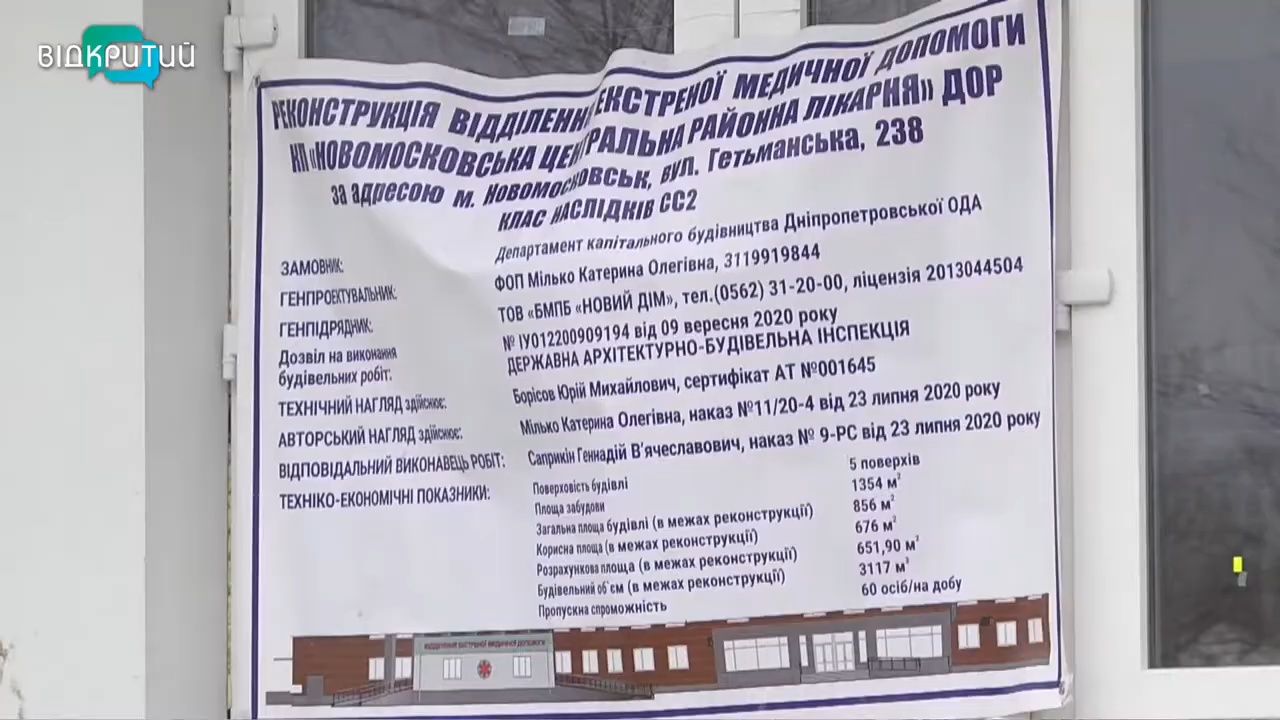 ВІДКРИТИЙ
РЕКОНСТРУКЦІЯ ВІДДІЛЕННЯ ЕКСТРЕНОЇ МЕДИЧНОЇ ДОПОМОГИ
КП «НОВОМОСКОВСЬКА ЦЕНТРАЛЬНА РАЙОННА ЛІКАРНЯ» ДОР
за адресою м. Новомосковськ, вул. Гетьманська, 238
КЛАС НАСЛІДКІВ СС2
ЗАМОВНИК: Департамент капітального будівництва Дніпропетровської ОДА
ГЕНПРОЕКТУВАЛЬНИК: ФОП Мілько Катерина Олегівна, 3119919844
ГЕНПІДРЯДНИК: ТОВ «БМПБ «НОВИЙ ДІМ», тел.(0562) 31-20-00, ліцензія 2013044504
Дозвіл на виконання № ІУ012200909194 від 09 вересня 2020 року
будівельних робіт: ДЕРЖАВНА АРХІТЕКТУРНО-БУДІВЕЛЬНА ІНСПЕКЦІЯ
ТЕХНІЧНИЙ НАГЛЯД здійснює: Борісов Юрій Михайлович, сертифікат АТ №001645
АВТОРСЬКИЙ НАГЛЯД здійснює: Мілько Катерина Олегівна, наказ №11/20-4 від 23 липня 2020 року
ВІДПОВІДАЛЬНИЙ ВИКОНАВЕЦЬ РОБІТ: Саприкін Геннадій В'ячеславович, наказ № 9-РС від 23 липня 2020 року
ТЕХНІКО-ЕКОНОМІЧНІ ПОКАЗНИКИ:
Поверховість будівлі 5 поверхів
Площа забудови 1354 м²
Загальна площа будівлі (в межах реконструкції) 856 м²
Корисна площа (в межах реконструкції) 676 м²
Розрахункова площа (в межах реконструкції) 651,90 м²
Будівельний об'єм (в межах реконструкції) 3117 м³
Пропускна спроможність 60 осіб/на добу
ВІДДІЛЕННЯ ЕКСТРЕНОЇ МЕДИЧНОЇ ДОПОМОГИ